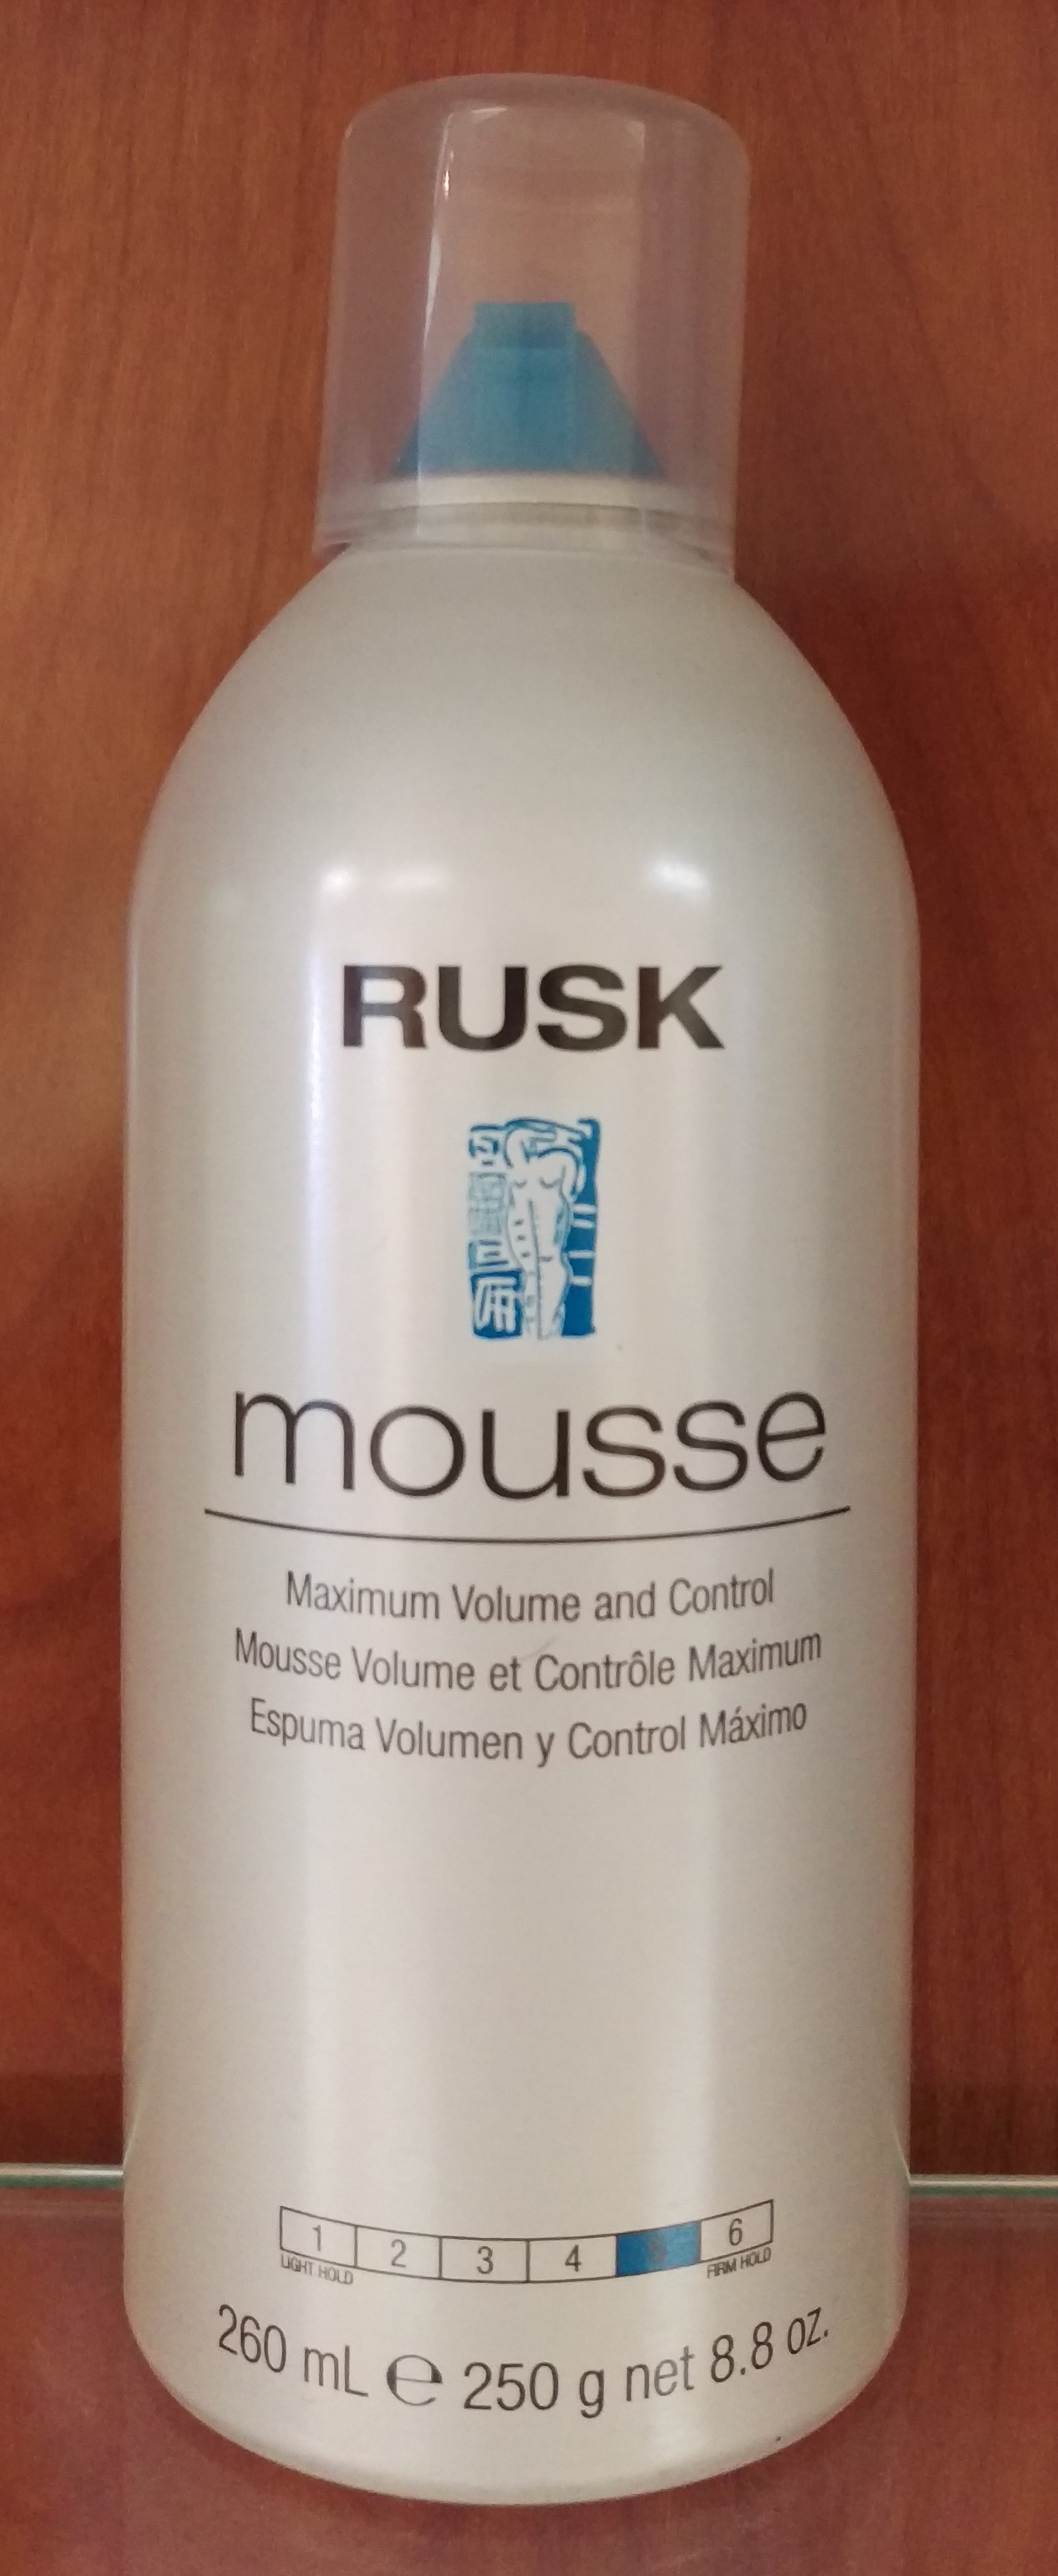 RUSK
mousse
Maximum Volume and Control
Mousse Volume et Contrôle Maximum
Espuma Volumen y Control Máximo
1 2 3 4 5 6
LIGHT HOLD FIRM HOLD
260 mL e 250 g net 8.8 oz.